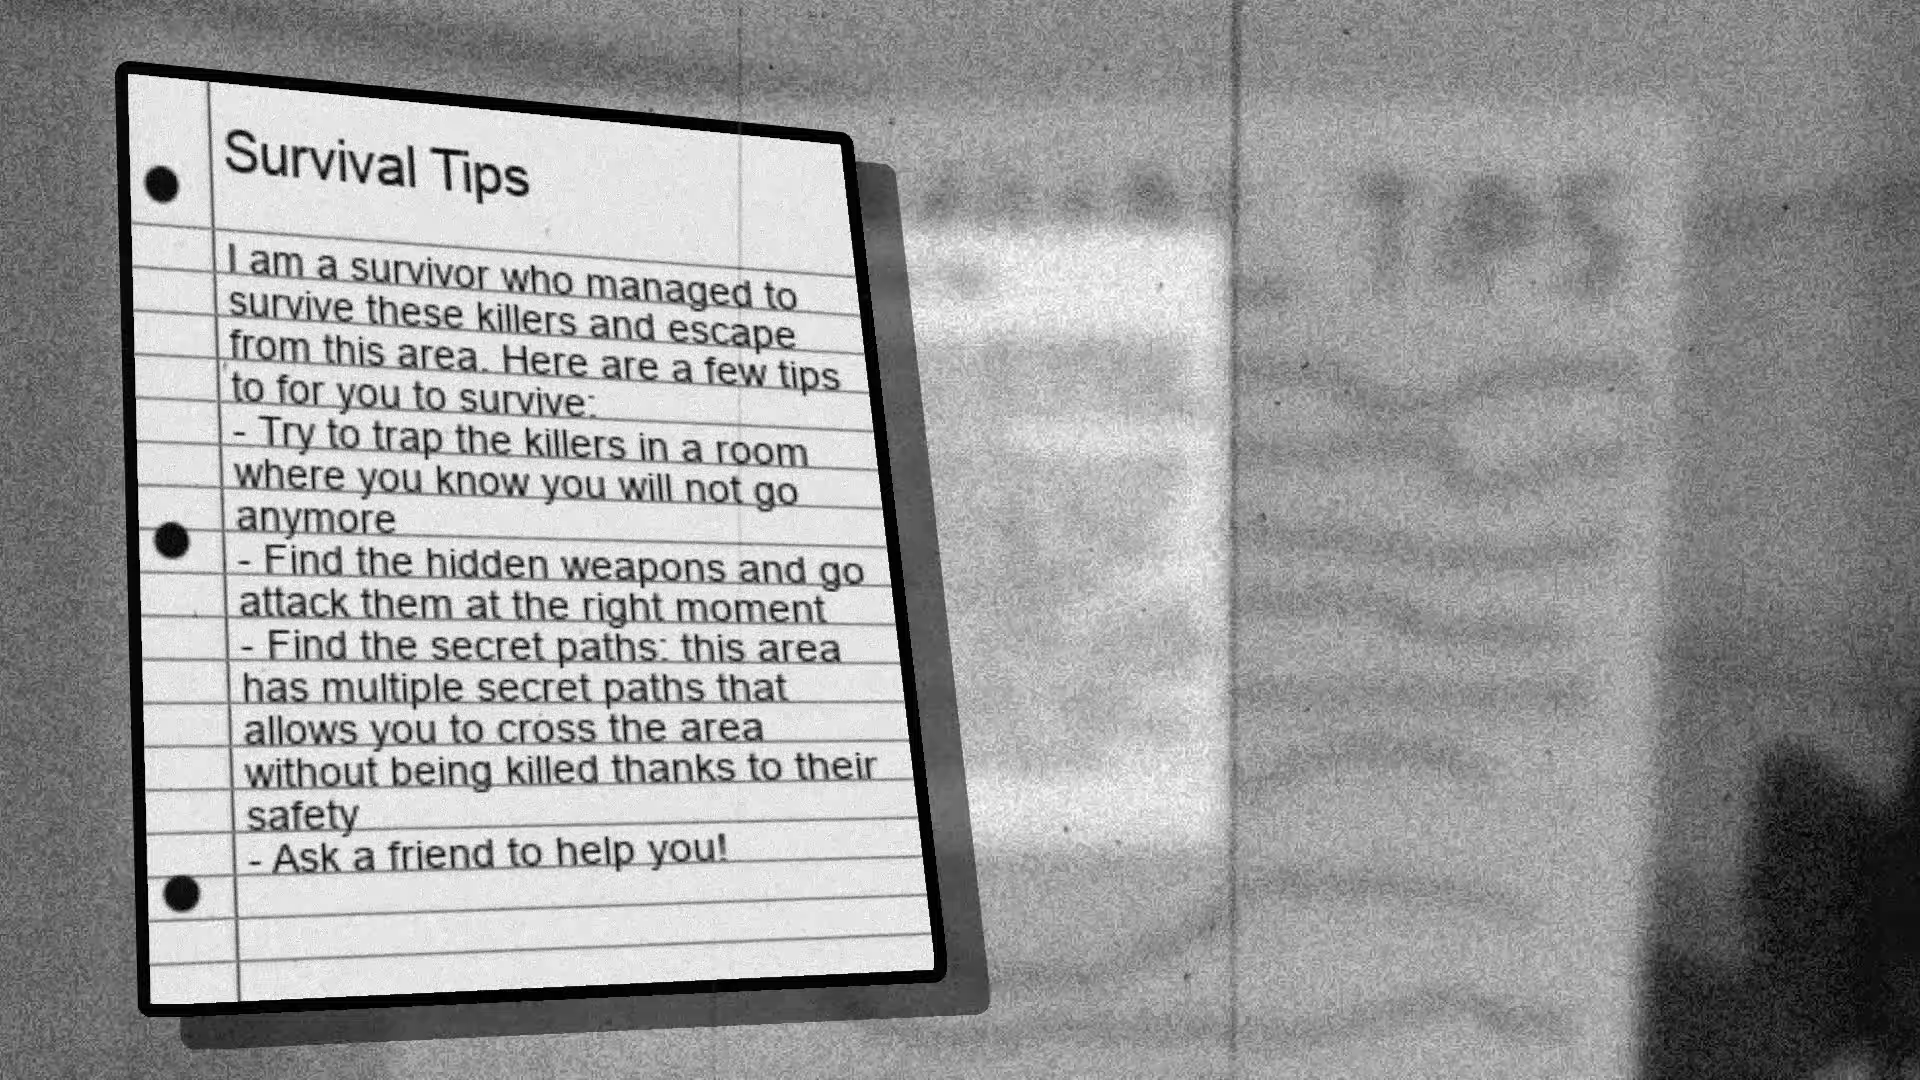 Survival Tips
I am a survivor who managed to
survive these killers and escape
from this area. Here are a few tips
to for you to survive:
- Try to trap the killers in a room
where you know you will not go
anymore
- Find the hidden weapons and go
attack them at the right moment
- Find the secret paths: this area
has multiple secret paths that
allows you to cross the area
without being killed thanks to their
safety
- Ask a friend to help you!